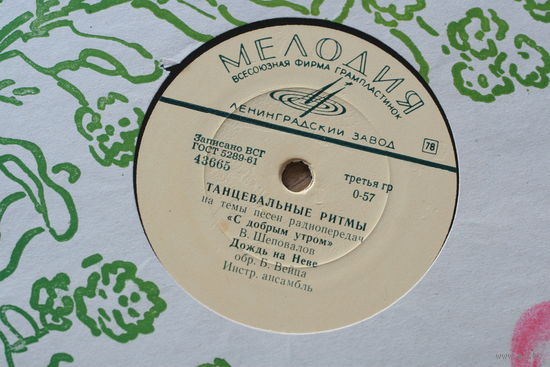 МЕЛОДИЯ
ВСЕСОЮЗНАЯ ФИРМА ГРАМПЛАСТИНОК
ЛЕНИНГРАДСКИЙ ЗАВОД
78
Записано ВСГ
ГОСТ 5289-61
43665
третья гр
0-57
ТАНЦЕВАЛЬНЫЕ РИТМЫ
на темы песен радиопередач
«С добрым утром»
В. Шеповалов
Дождь на Неве
обр. Б. Вейца
Инстр. ансамбль